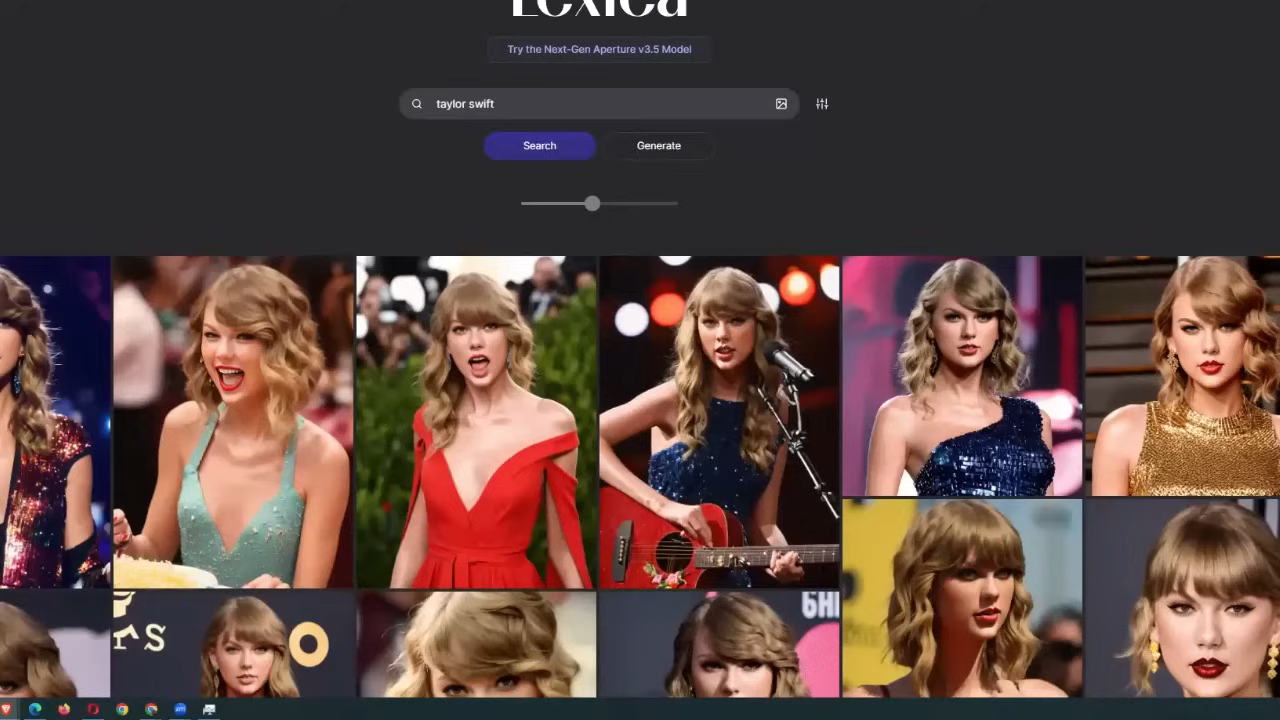 Lexica
Try the Next-Gen Aperture v3.5 Model
taylor swift
Search
Generate